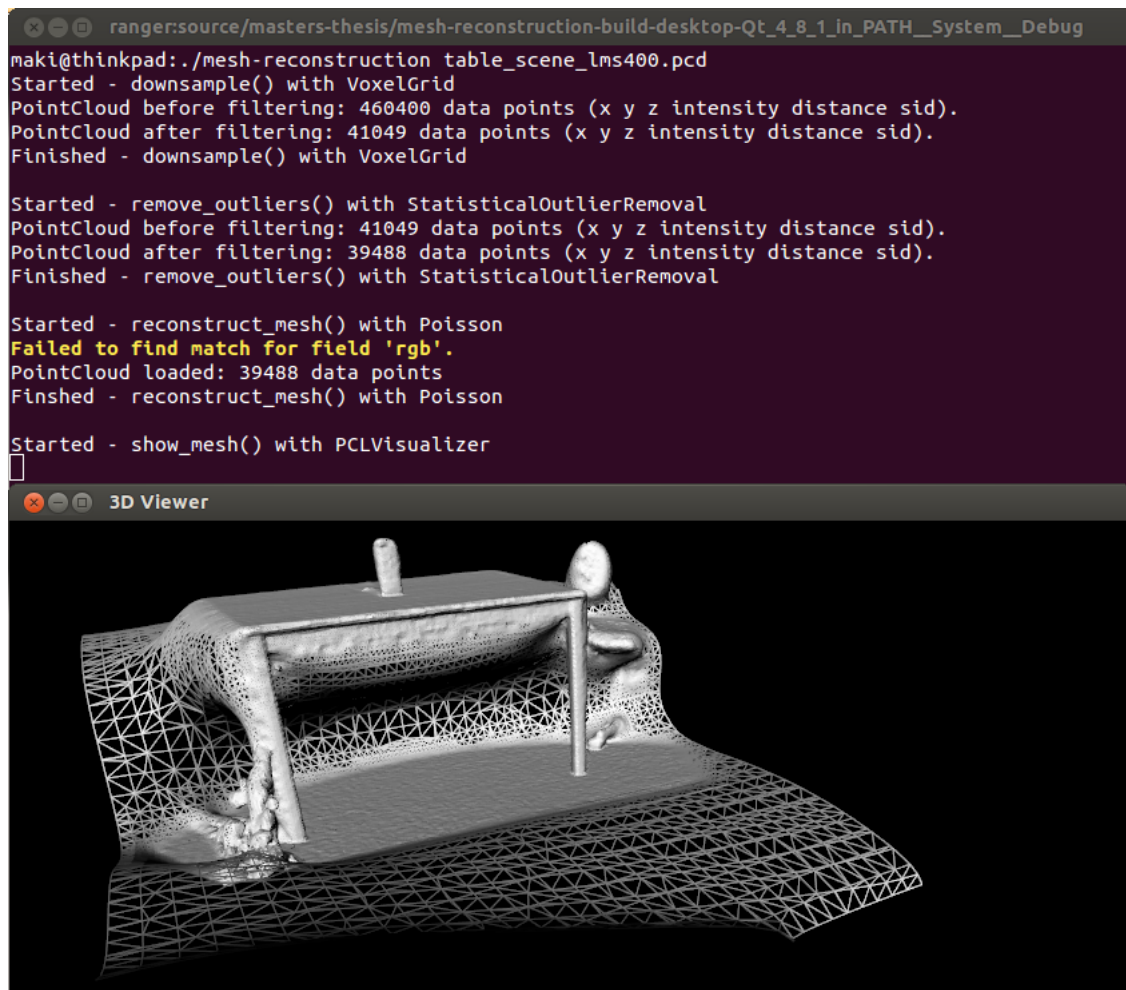 ranger:source/masters-thesis/mesh-reconstruction-build-desktop-Qt_4_8_1_in_PATH__System__Debug
maki@thinkpad:./mesh-reconstruction table_scene_lms400.pcd
Started - downsample() with VoxelGrid
PointCloud before filtering: 460400 data points (x y z intensity distance sid).
PointCloud after filtering: 41049 data points (x y z intensity distance sid).
Finished - downsample() with VoxelGrid
Started - remove_outliers() with StatisticalOutlierRemoval
PointCloud before filtering: 41049 data points (x y z intensity distance sid).
PointCloud after filtering: 39488 data points (x y z intensity distance sid).
Finished - remove_outliers() with StatisticalOutlierRemoval
Started - reconstruct_mesh() with Poisson
Failed to find match for field 'rgb'.
PointCloud loaded: 39488 data points
Finshed - reconstruct_mesh() with Poisson
Started - show_mesh() with PCLVisualizer
3D Viewer